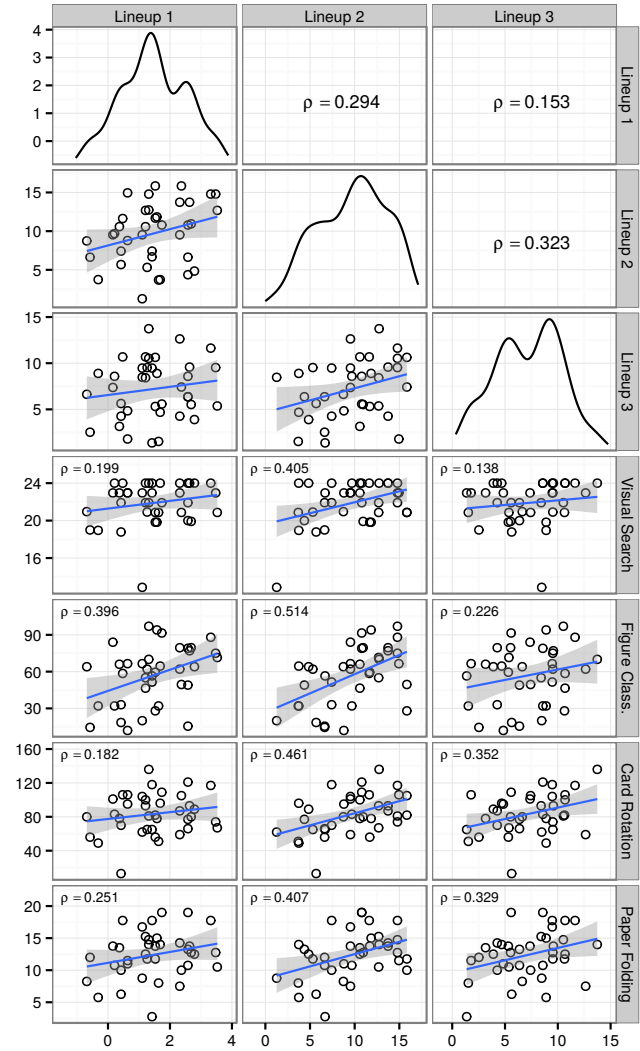 Lineup 1 Lineup 2 Lineup 3
4
3
2
1
0
ρ = 0.294
ρ = 0.153
Lineup 1
15
10
5
ρ = 0.323
Lineup 2
15
10
5
Lineup 3
24
20
16
ρ = 0.199
ρ = 0.405
ρ = 0.138
Visual Search
90
60
30
ρ = 0.396
ρ = 0.514
ρ = 0.226
Figure Class.
160
120
80
40
ρ = 0.182
ρ = 0.461
ρ = 0.352
Card Rotation
20
15
10
5
ρ = 0.251
ρ = 0.407
ρ = 0.329
Paper Folding
0 2 4 0 5 10 15 0 5 10 15